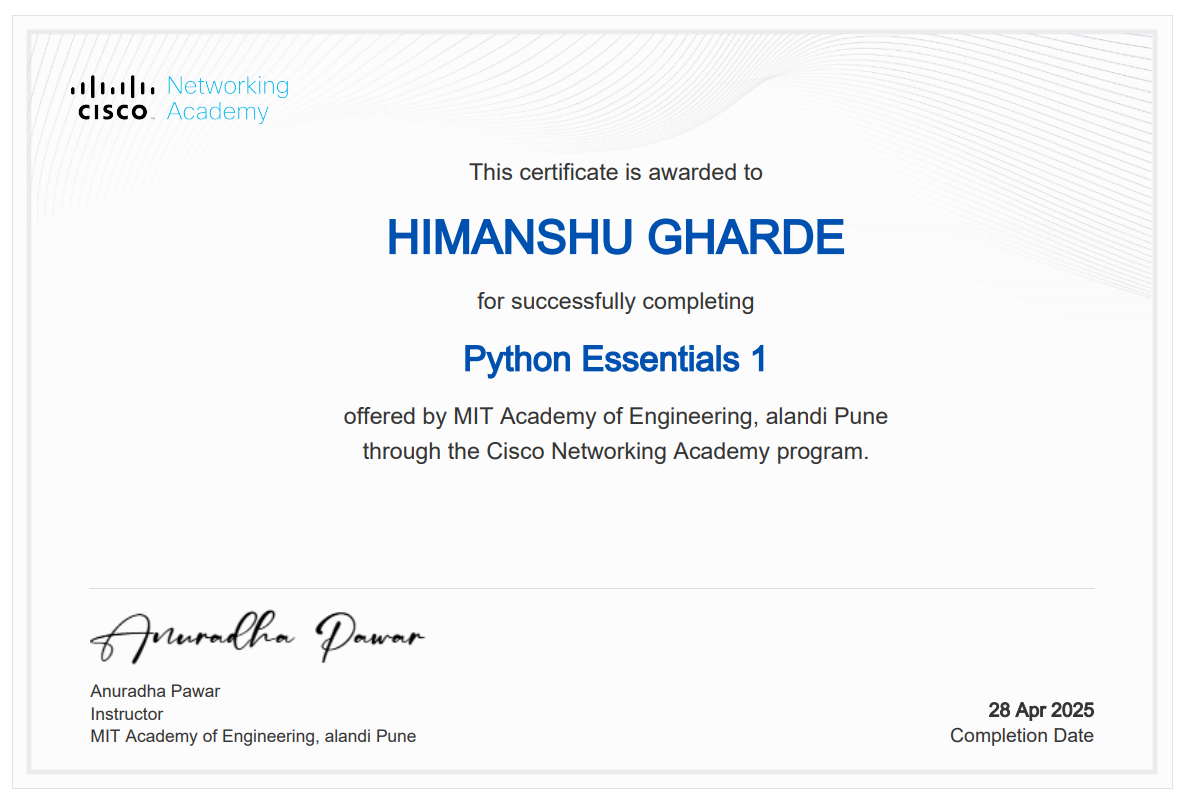 Networking
CISCO Academy
This certificate is awarded to
HIMANSHU GHARDE
for successfully completing
Python Essentials 1
offered by MIT Academy of Engineering, alandi Pune
through the Cisco Networking Academy program.
Anuradha Pawar
Anuradha Pawar
Instructor
MIT Academy of Engineering, alandi Pune
28 Apr 2025
Completion Date